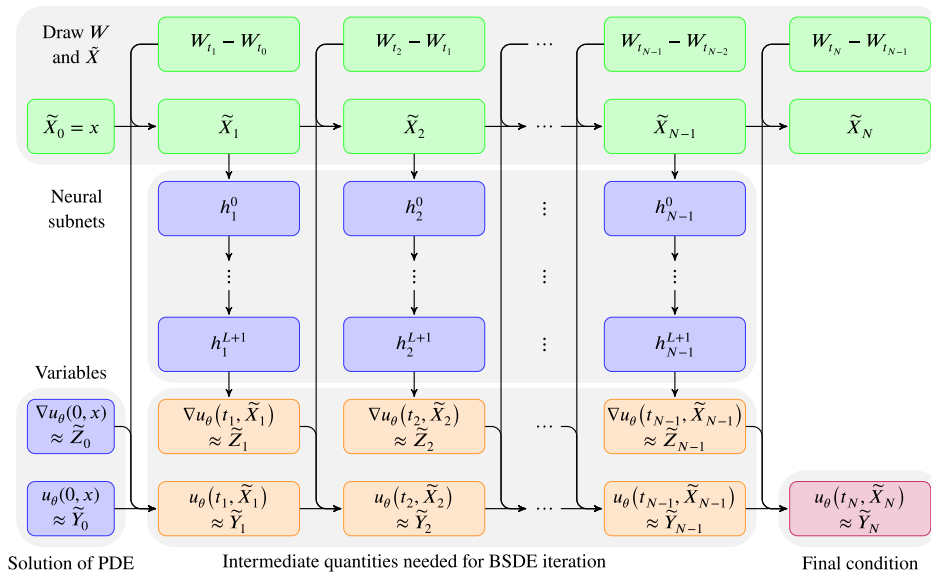 Draw W
and X̃
W_{t_1} − W_{t_0}
W_{t_2} − W_{t_1}
⋯
W_{t_{N−1}} − W_{t_{N−2}}
W_{t_N} − W_{t_{N−1}}
X̃_0 = x
X̃_1
X̃_2
⋯
X̃_{N−1}
X̃_N
Neural
subnets
h_1^0
h_2^0
⋮
h_{N−1}^0
⋮
⋮
⋮
⋮
h_1^{L+1}
h_2^{L+1}
⋮
h_{N−1}^{L+1}
Variables
∇u_θ(0, x)
≈ Z̃_0
∇u_θ(t_1, X̃_1)
≈ Z̃_1
∇u_θ(t_2, X̃_2)
≈ Z̃_2
⋯
∇u_θ(t_{N−1}, X̃_{N−1})
≈ Z̃_{N−1}
u_θ(0, x)
≈ Ỹ_0
u_θ(t_1, X̃_1)
≈ Ỹ_1
u_θ(t_2, X̃_2)
≈ Ỹ_2
⋯
u_θ(t_{N−1}, X̃_{N−1})
≈ Ỹ_{N−1}
u_θ(t_N, X̃_N)
≈ Ỹ_N
Solution of PDE
Intermediate quantities needed for BSDE iteration
Final condition